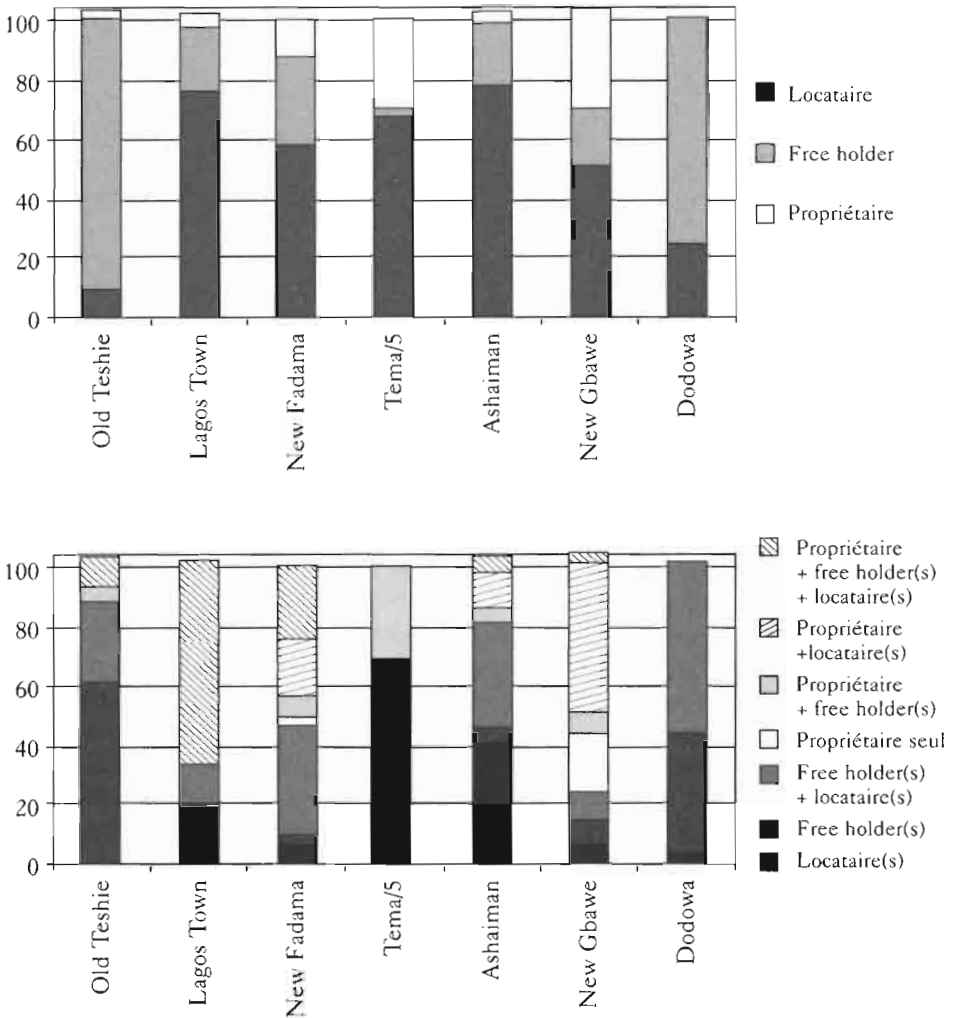 100
80
60
40
20
0
Old Teshie
Lagos Town
New Fadama
Tema/5
Ashaiman
New Gbawe
Dodowa
Locataire
Free holder
Propriétaire
100
80
60
40
20
0
Old Teshie
Lagos Town
New Fadama
Tema/5
Ashaiman
New Gbawe
Dodowa
Propriétaire
+ free holder(s)
+ locataire(s)
Propriétaire
+locataire(s)
Propriétaire
+ free holder(s)
Propriétaire seul
Free holder(s)
+ locataire(s)
Free holder(s)
Locataire(s)